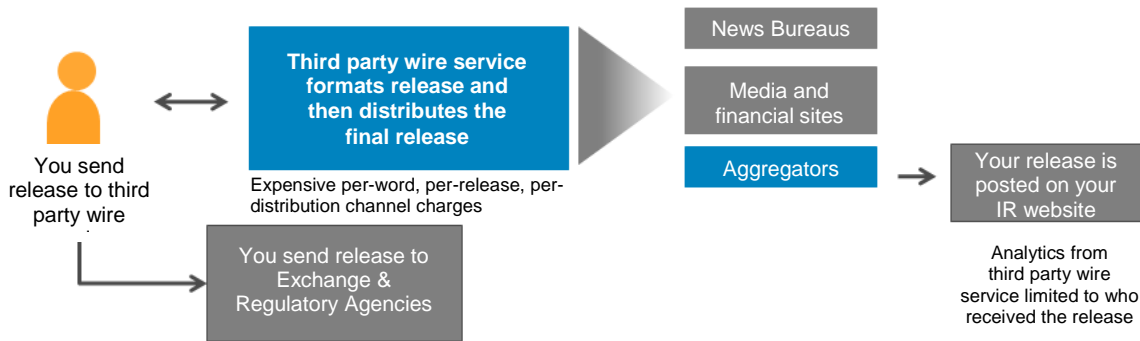 You send
release to third
party wire
Third party wire service
formats release and
then distributes the
final release
Expensive per-word, per-release, per-
distribution channel charges
You send release to
Exchange &
Regulatory Agencies
News Bureaus
Media and
financial sites
Aggregators
Your release is
posted on your
IR website
Analytics from
third party wire
service limited to who
received the release